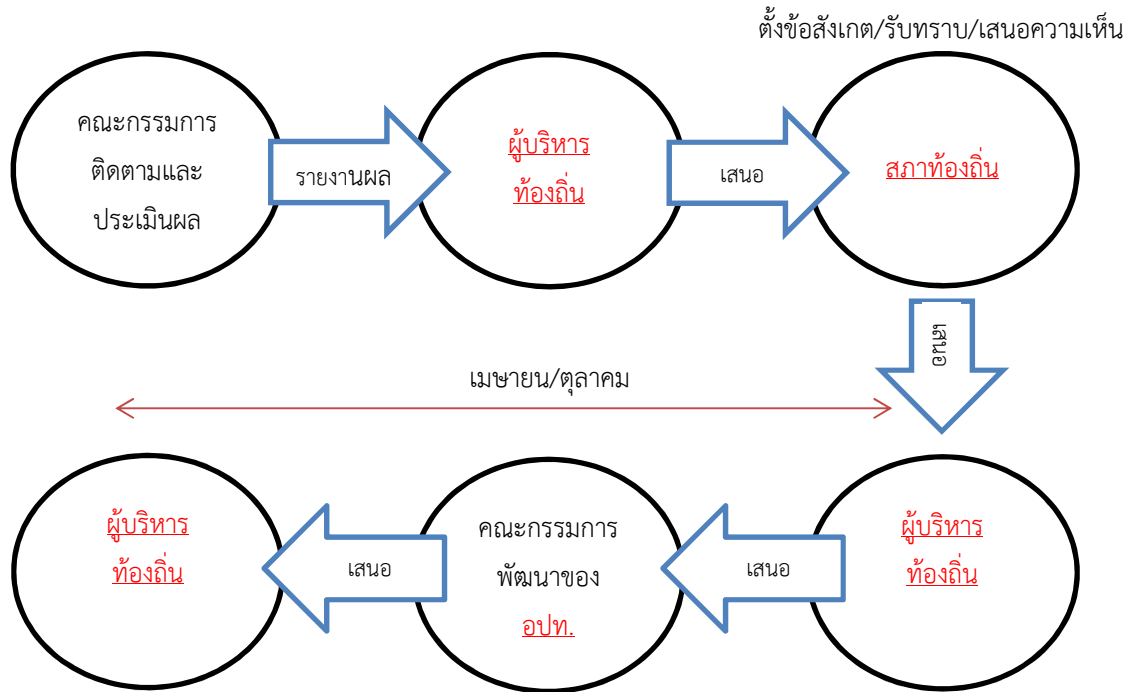 ตั้งข้อสังเกต/รับทราบ/เสนอความเห็น
คณะกรรมการ
ติดตามและ
ประเมินผล
รายงานผล
ผู้บริหาร
ท้องถิ่น
เสนอ
สภาท้องถิ่น
เสนอ
เมษายน/ตุลาคม
ผู้บริหาร
ท้องถิ่น
เสนอ
คณะกรรมการ
พัฒนาของ
อปท.
เสนอ
ผู้บริหาร
ท้องถิ่น